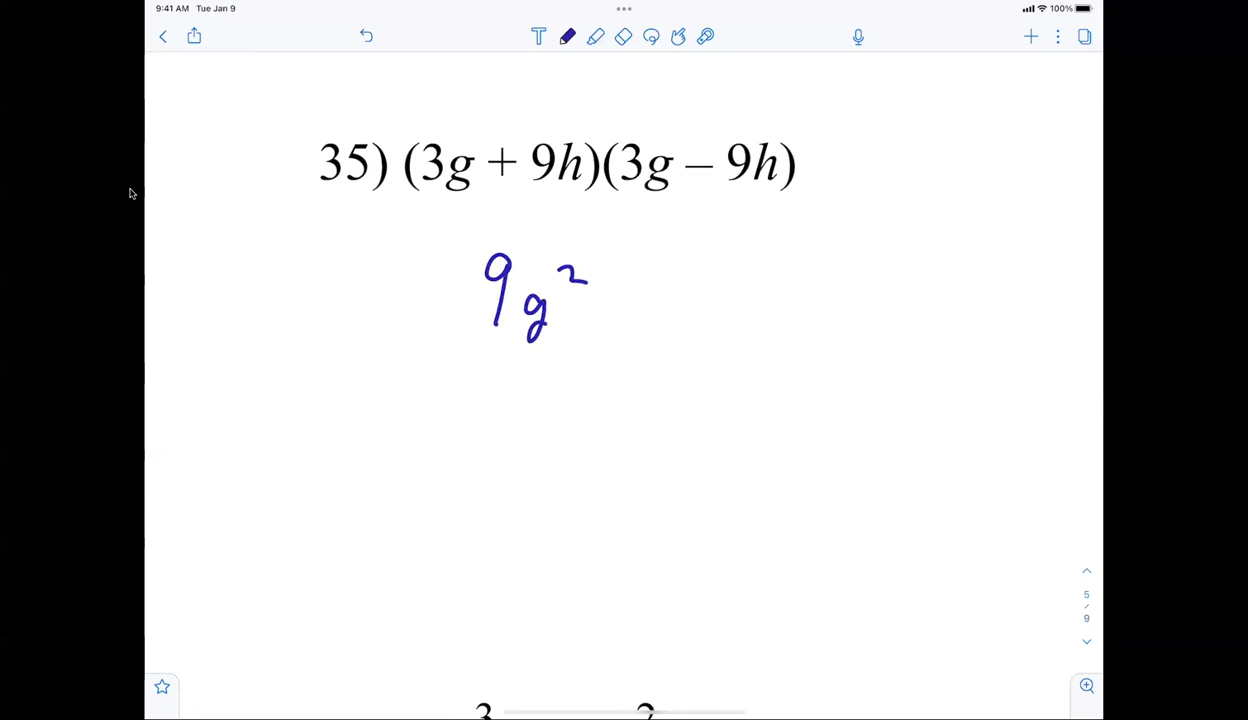 9:41 AM Tue Jan 9
100%
35) (3g + 9h)(3g – 9h)
9g²
5
/
9